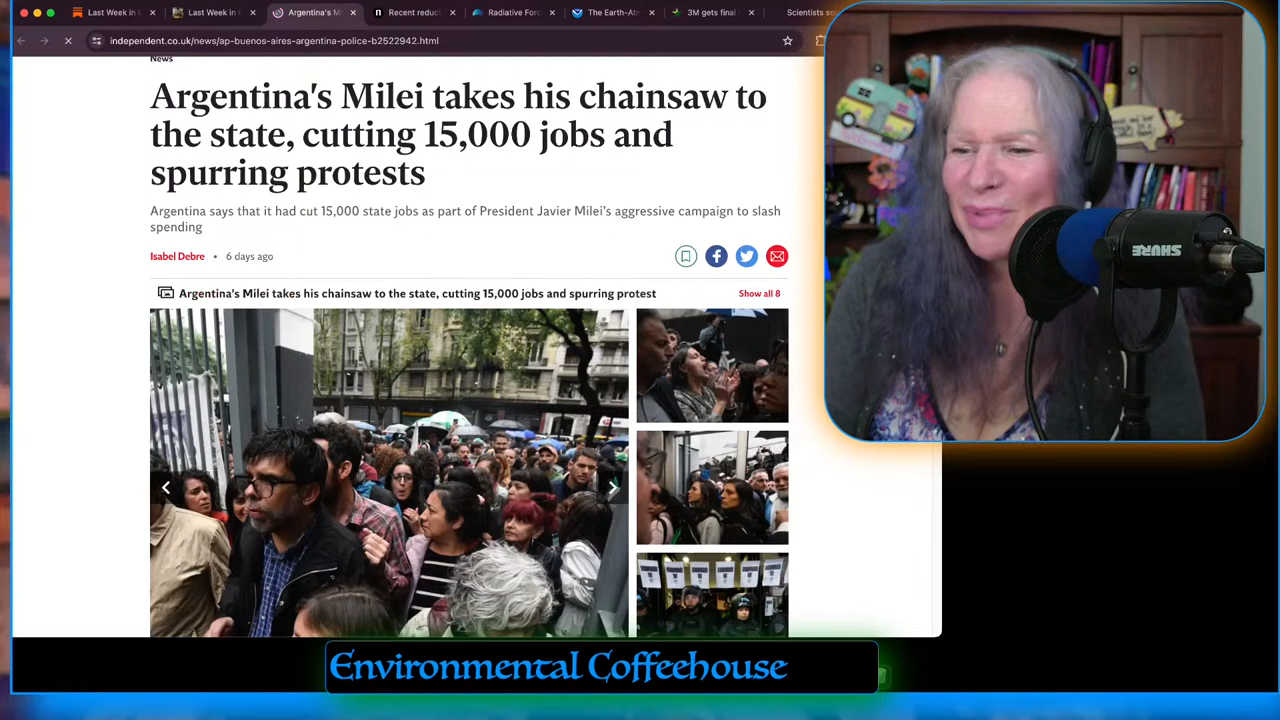 Last Week in
Last Week in
Argentina's M
Recent reduct
Radiative Forc
The Earth-Atm
3M gets final
Scientists sou
independent.co.uk/news/ap-buenos-aires-argentina-police-b2522942.html
News
Argentina's Milei takes his chainsaw to
the state, cutting 15,000 jobs and
spurring protests
Argentina says that it had cut 15,000 state jobs as part of President Javier Milei's aggressive campaign to slash
spending
Isabel Debre • 6 days ago
Argentina's Milei takes his chainsaw to the state, cutting 15,000 jobs and spurring protest
Show all 8
SHURE
Environmental Coffeehouse